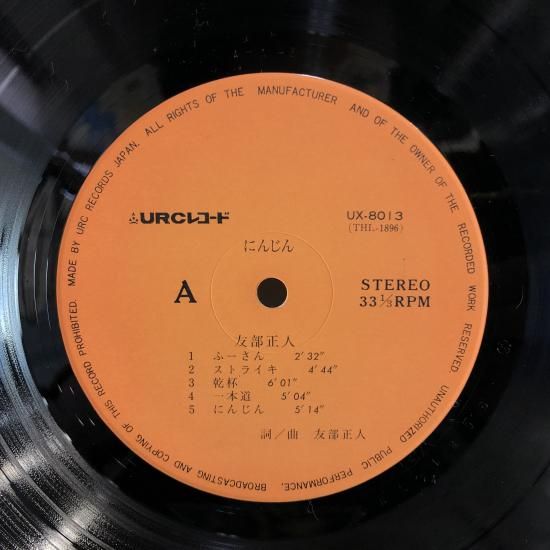 MADE BY URC RECORDS JAPAN. ALL RIGHTS OF THE MANUFACTURER AND OF THE OWNER OF THE RECORDED WORK RESERVED. UNAUTHORIZED PUBLIC PERFORMANCE. BROADCASTING AND COPYING OF THIS RECORD PROHIBITED.
URCレコード
UX-8013
(THL-1896)
にんじん
A
STEREO
33 1/3 RPM
友部正人
1 ふーさん 2′32″
2 ストライキ 4′44″
3 乾杯 6′01″
4 一本道 5′04″
5 にんじん 5′14″
詞/曲 友部正人